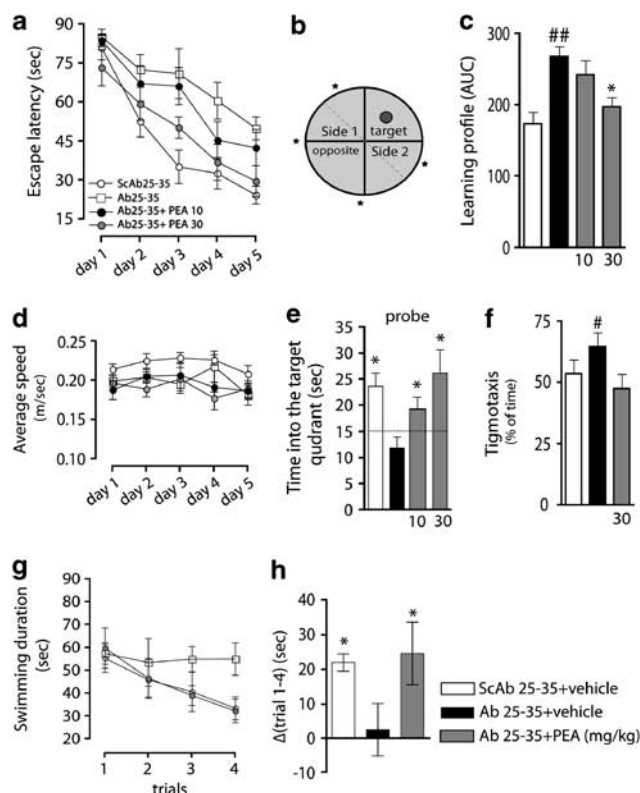 a
Escape latency (sec)
90
75
60
45
30
15
ScAb25-35
Ab25-35
Ab25-35+ PEA 10
Ab25-35+ PEA 30
day 1
day 2
day 3
day 4
day 5
b
Side 1
target
opposite
Side 2
c
Learning profile (AUC)
300
200
100
0
##
*
10
30
d
Average speed
(m/sec)
0.25
0.20
0.15
0.10
day 1
day 2
day 3
day 4
day 5
e
probe
Time into the target
qudrant (sec)
35
30
25
20
15
10
5
0
*
*
*
10
30
f
Tigmotaxis
(% of time)
75
50
25
0
#
30
g
Swimming duration
(sec)
90
80
70
60
50
40
30
20
1
2
3
4
trials
h
Δ(trial 1-4) (sec)
40
30
20
10
0
-10
*
*
ScAb 25-35+vehicle
Ab 25-35+vehicle
Ab 25-35+PEA (mg/kg)